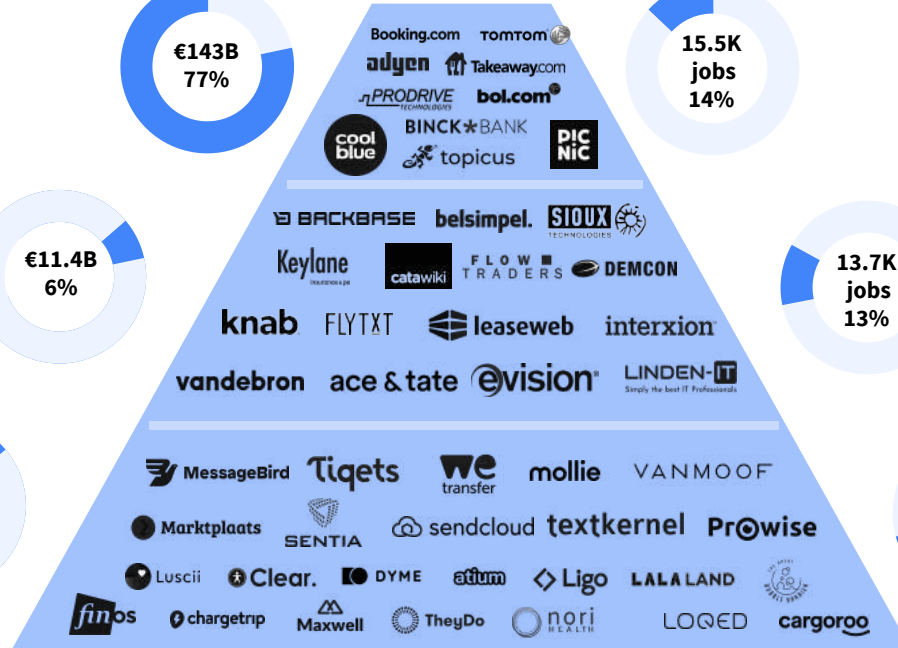 €143B
77%
Booking.com TOMTOM
adyen Takeaway.com
PRODRIVE TECHNOLOGIES bol.com
cool blue BINCK*BANK PIC NiC
topicus
15.5K
jobs
14%
€11.4B
6%
BACKBASE belsimpel. SIOUX TECHNOLOGIES
Keylane catawiki FLOW TRADERS DEMCON
knab FLYTXT leaseweb interxion
vandebron ace & tate evision LINDEN-IT
Simply the best IT Professionals
13.7K
jobs
13%
MessageBird Tiqets we transfer mollie VANMOOF
Marktplaats SENTIA sendcloud textkernel Prowise
Luscii Clear. DYME atium Ligo LALALAND
finos chargetrip Maxwell TheyDo nori HEALTH LOQED cargoroo